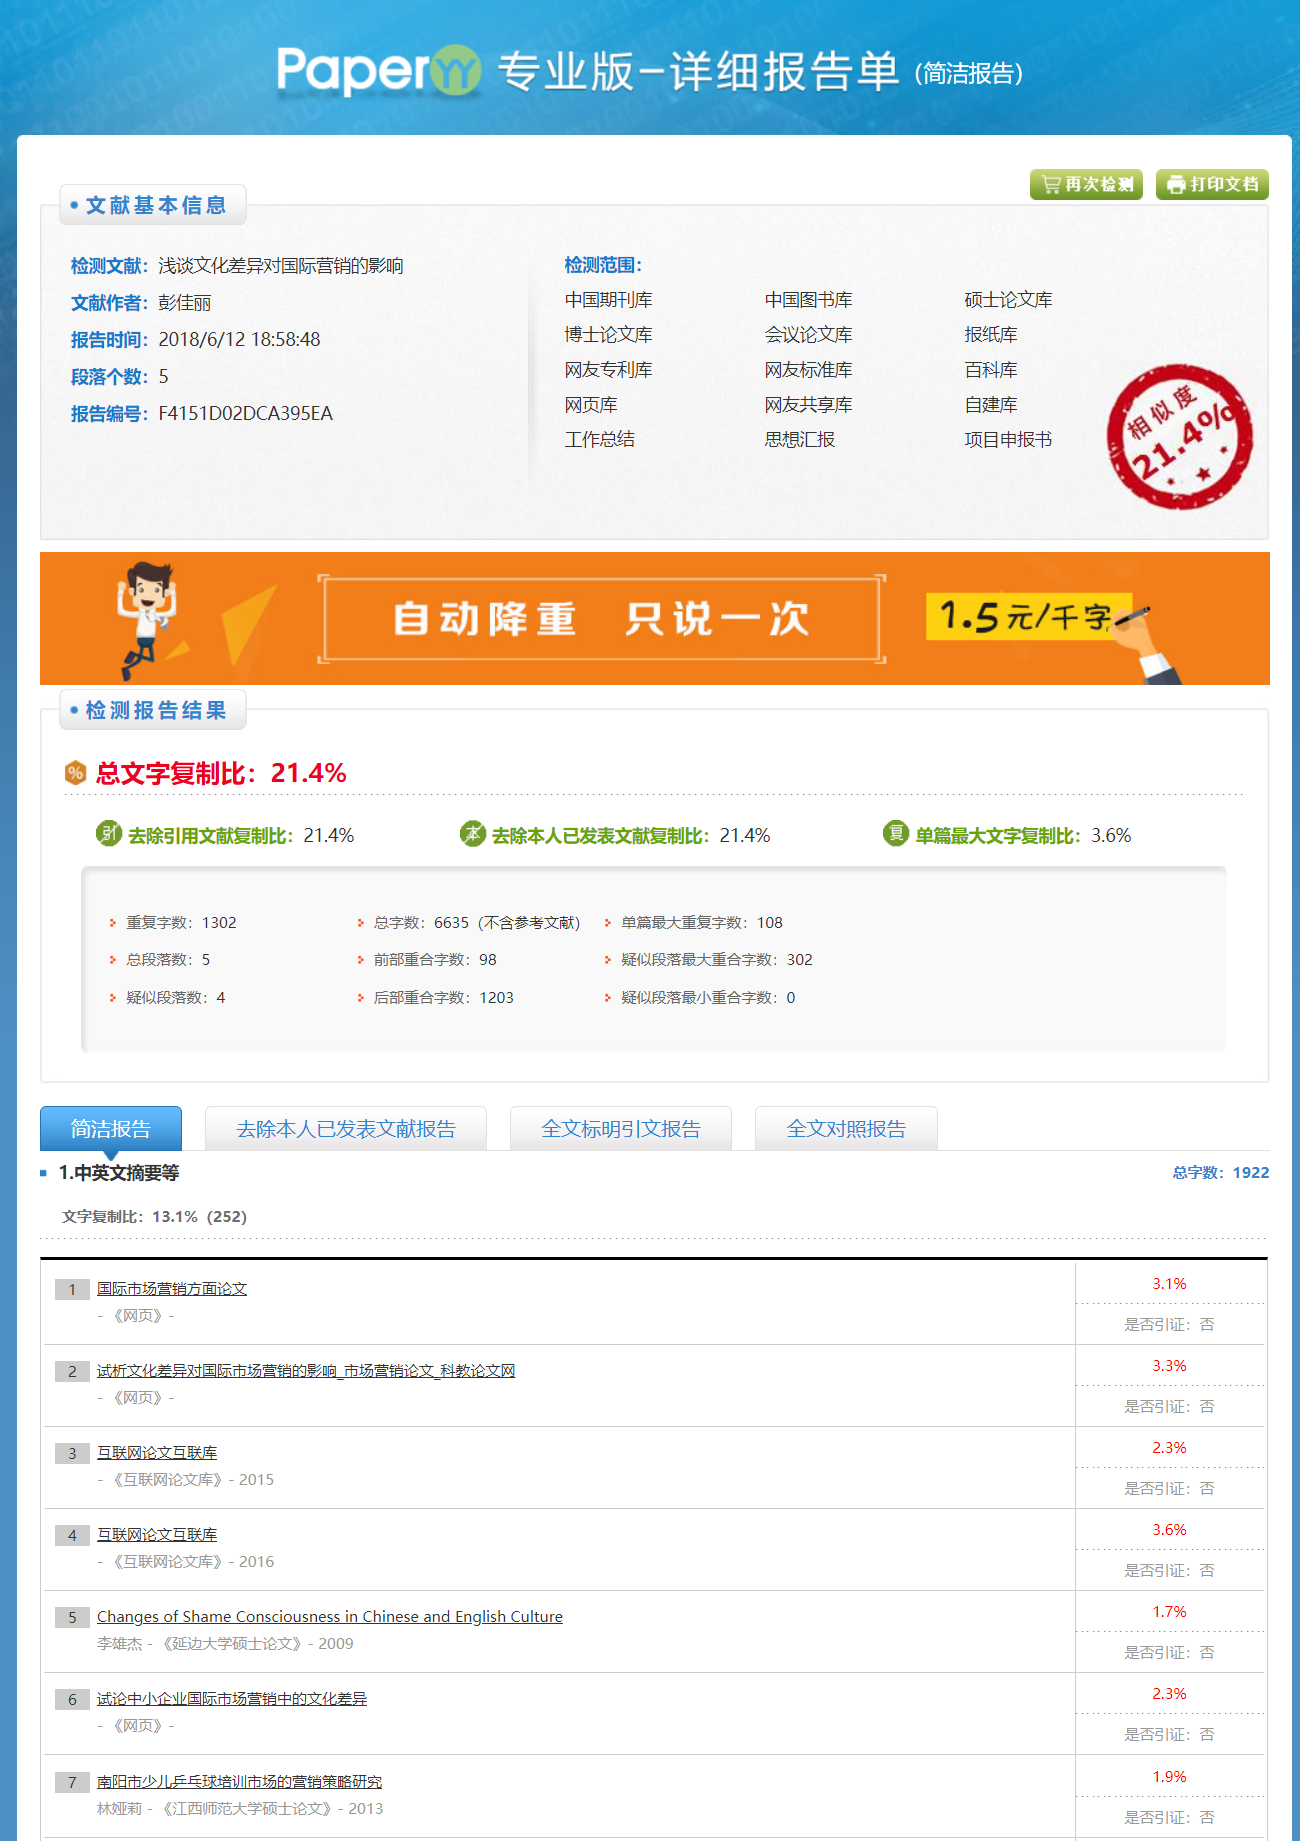 PaperYY 专业版-详细报告单 (简洁报告)
再次检测 打印文档
文献基本信息
检测文献：浅谈文化差异对国际营销的影响
文献作者：彭佳丽
报告时间：2018/6/12 18:58:48
段落个数：5
报告编号：F4151D02DCA395EA
检测范围：
中国期刊库 中国图书库 硕士论文库
博士论文库 会议论文库 报纸库
网友专利库 网友标准库 百科库
网页库 网友共享库 自建库
工作总结 思想汇报 项目申报书
相似度
21.4%
自动降重 只说一次 1.5元/千字
检测报告结果
% 总文字复制比：21.4%
引 去除引用文献复制比：21.4% 本 去除本人已发表文献复制比：21.4% 复 单篇最大文字复制比：3.6%
重复字数：1302 总字数：6635（不含参考文献） 单篇最大重复字数：108
总段落数：5 前部重合字数：98 疑似段落最大重合字数：302
疑似段落数：4 后部重合字数：1203 疑似段落最小重合字数：0
简洁报告 去除本人已发表文献报告 全文标明引文报告 全文对照报告
1.中英文摘要等 总字数：1922
文字复制比：13.1%（252）
1 国际市场营销方面论文 3.1%
- 《网页》- 是否引证：否
2 试析文化差异对国际市场营销的影响_市场营销论文_科教论文网 3.3%
- 《网页》- 是否引证：否
3 互联网论文互联库 2.3%
- 《互联网论文库》- 2015 是否引证：否
4 互联网论文互联库 3.6%
- 《互联网论文库》- 2016 是否引证：否
5 Changes of Shame Consciousness in Chinese and English Culture 1.7%
李雄杰 - 《延边大学硕士论文》- 2009 是否引证：否
6 试论中小企业国际市场营销中的文化差异 2.3%
- 《网页》- 是否引证：否
7 南阳市少儿乒乓球培训市场的营销策略研究 1.9%
林娅莉 - 《江西师范大学硕士论文》- 2013 是否引证：否